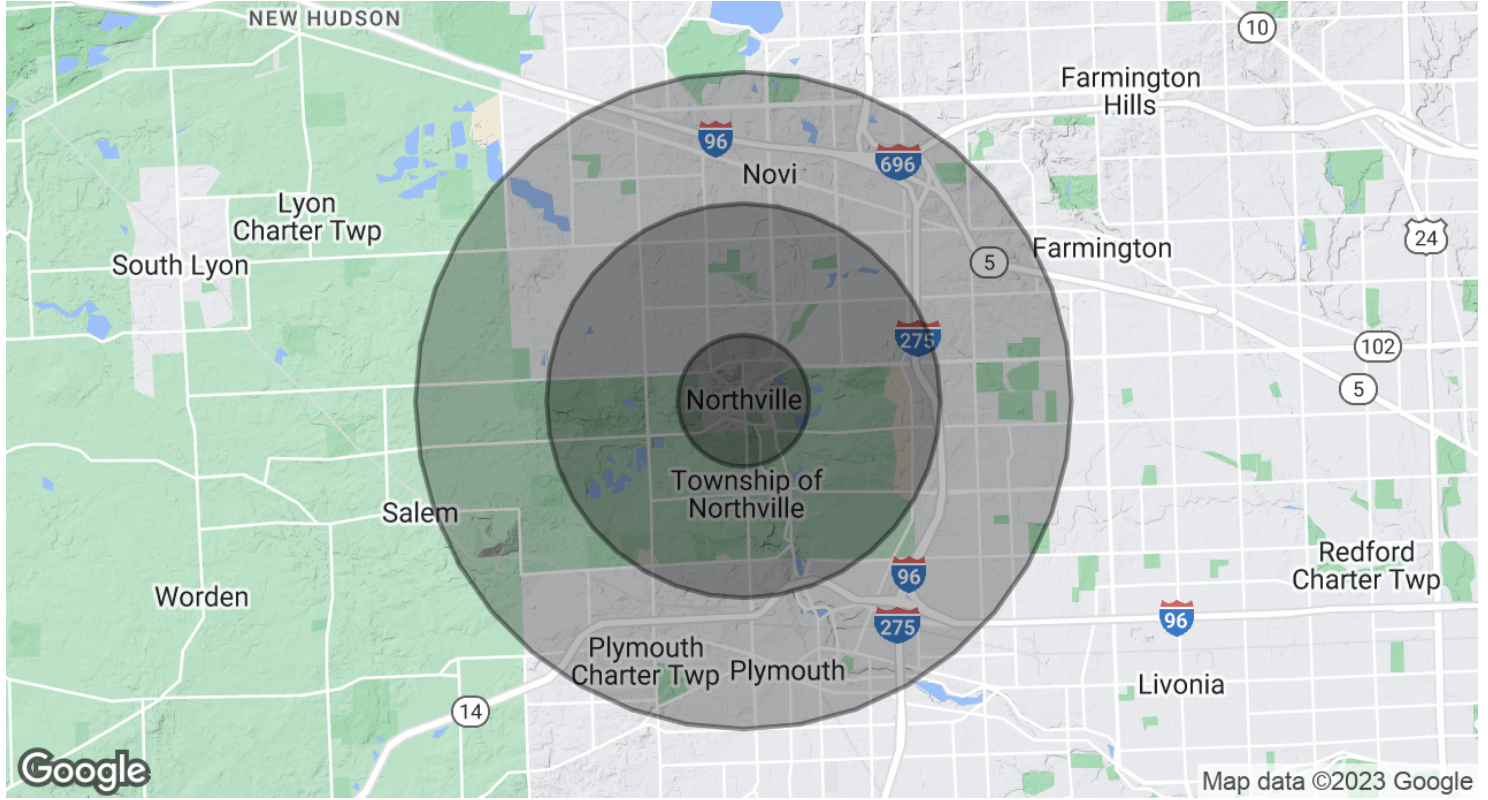 NEW HUDSON
10
Farmington
Hills
96
696
Novi
Lyon
Charter Twp
24
South Lyon
Farmington
5
275
102
5
Northville
Township of
Northville
Salem
Redford
Charter Twp
96
Worden
96
275
Plymouth
Charter Twp
Plymouth
Livonia
14
Google
Map data ©2023 Google